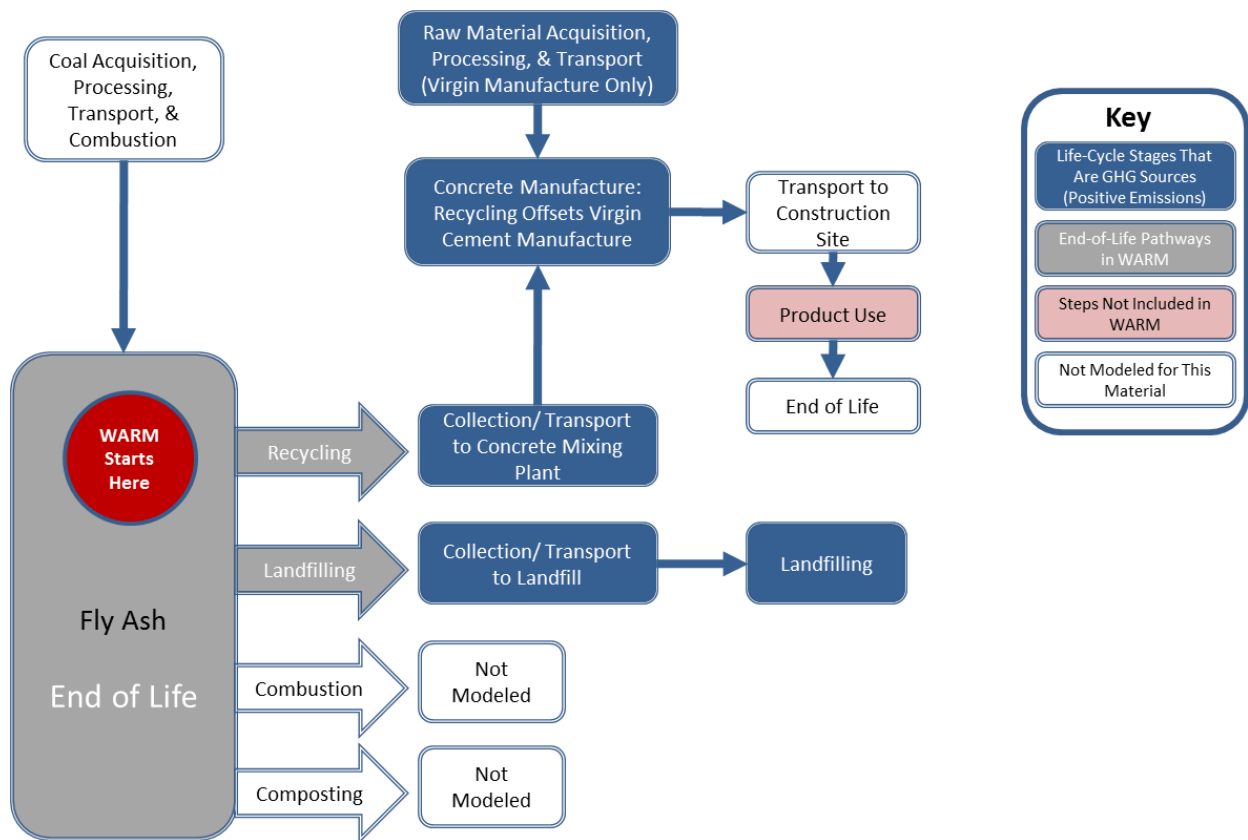 Coal Acquisition,
Processing,
Transport, &
Combustion
Raw Material Acquisition,
Processing, & Transport
(Virgin Manufacture Only)
Concrete Manufacture:
Recycling Offsets Virgin
Cement Manufacture
Transport to
Construction
Site
Product Use
End of Life
Key
Life-Cycle Stages That
Are GHG Sources
(Positive Emissions)
End-of-Life Pathways
in WARM
Steps Not Included in
WARM
Not Modeled for This
Material
WARM
Starts
Here
Fly Ash
End of Life
Recycling
Collection/ Transport
to Concrete Mixing
Plant
Landfilling
Collection/ Transport
to Landfill
Landfilling
Combustion
Not
Modeled
Composting
Not
Modeled